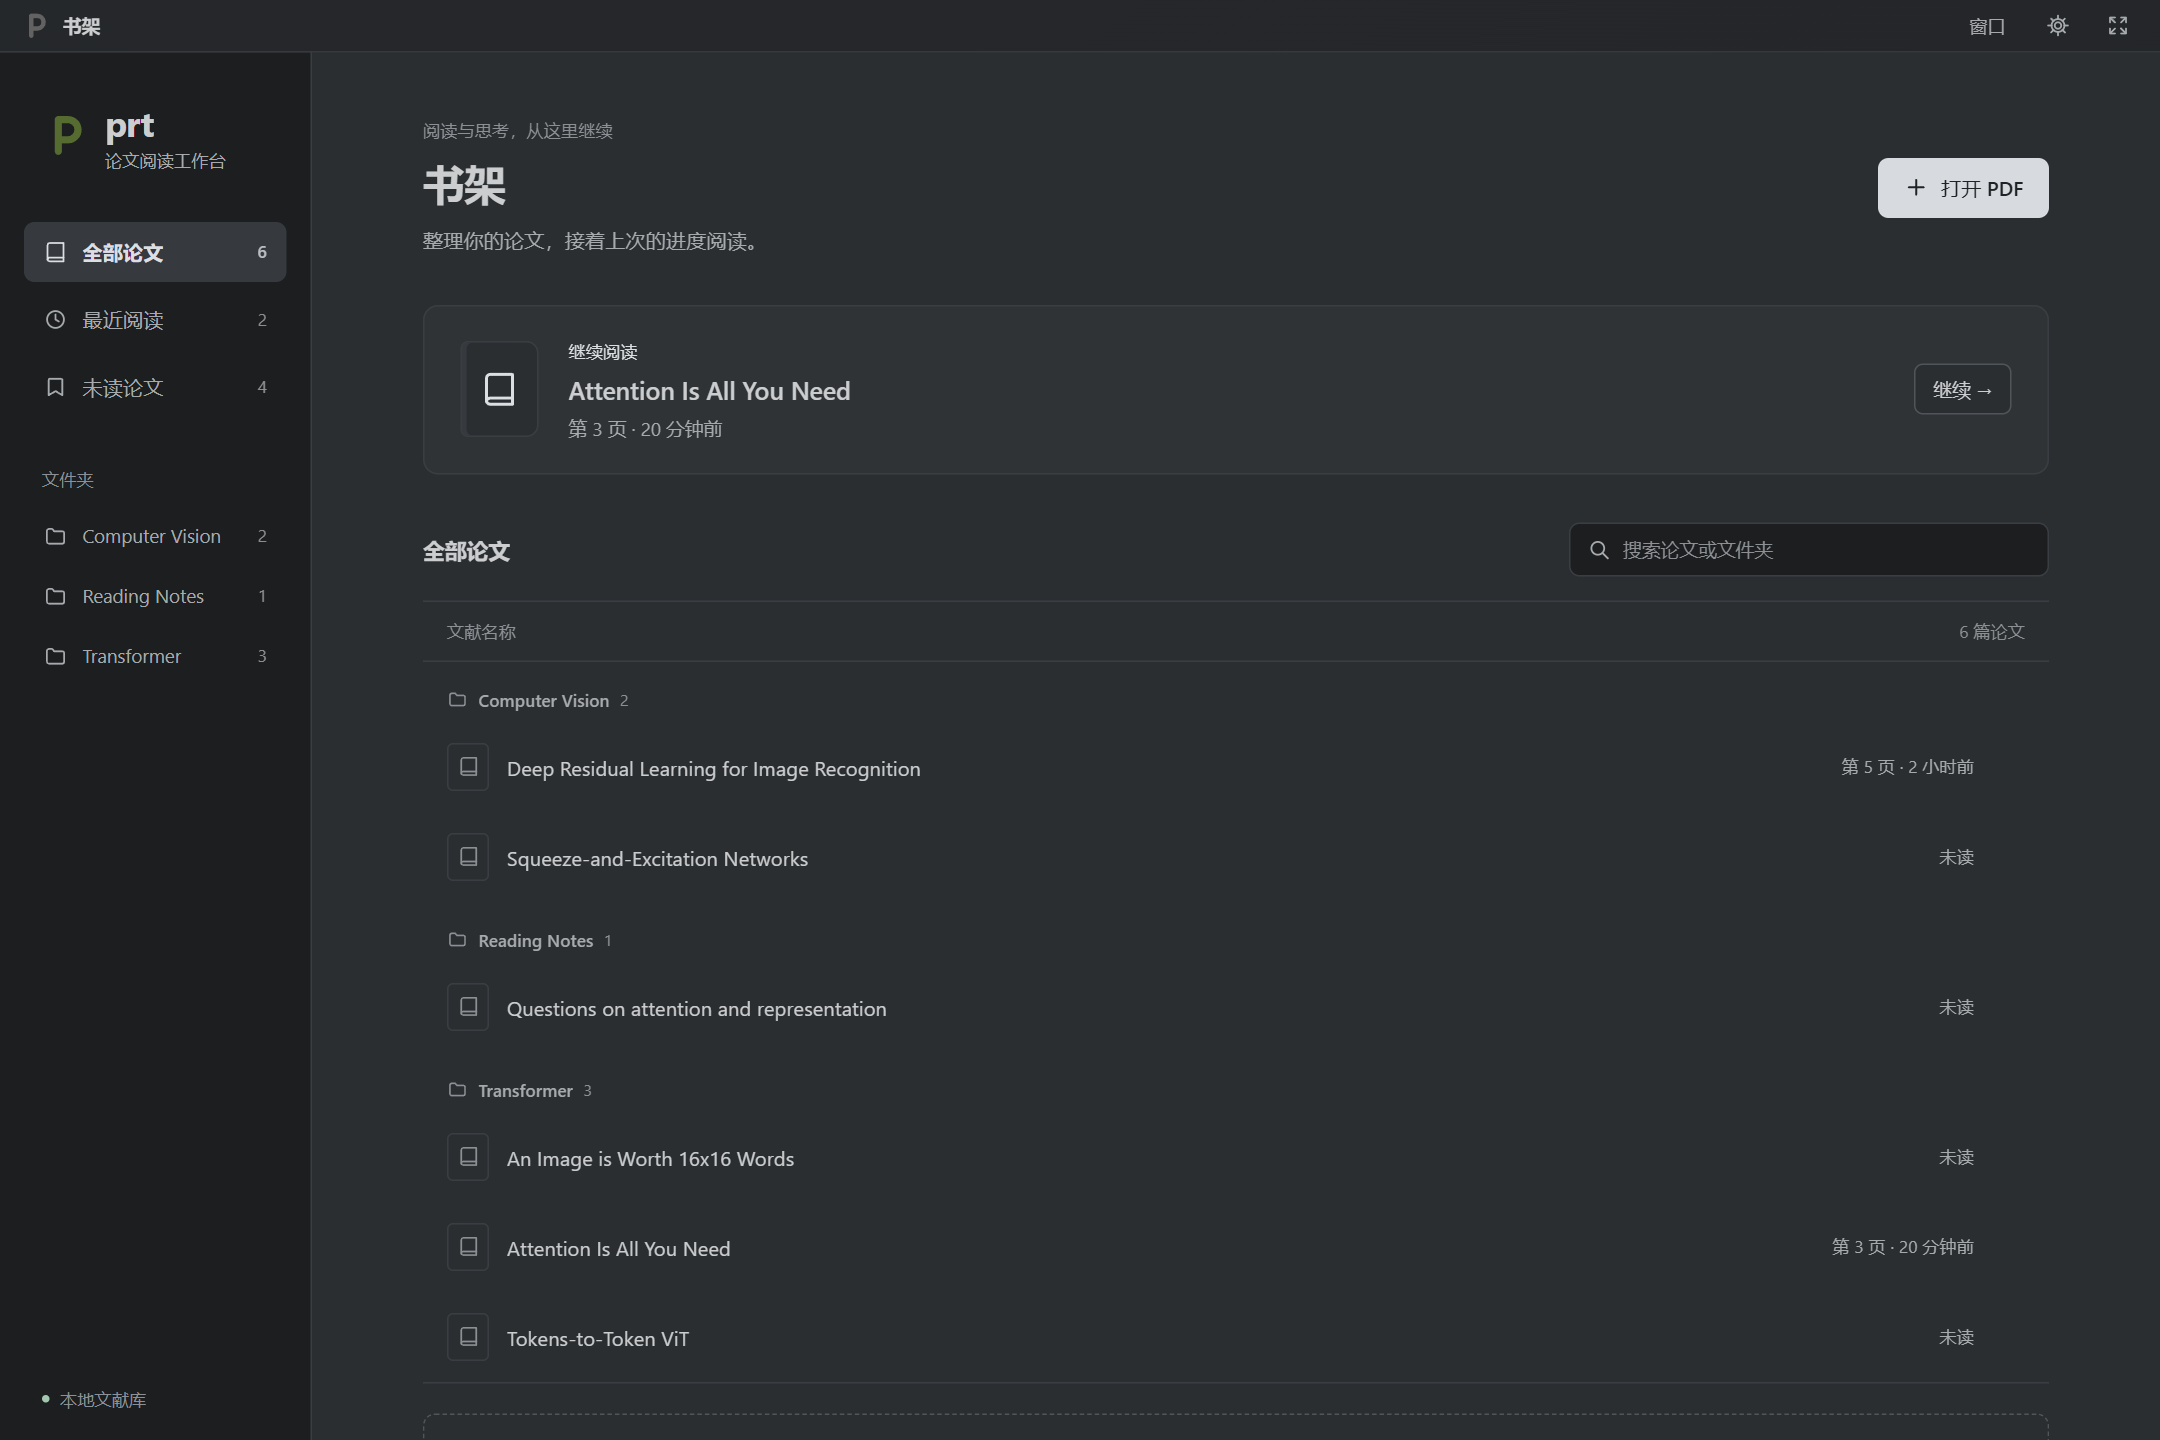 书架
窗口
prt
论文阅读工作台
全部论文 6
最近阅读 2
未读论文 4
文件夹
Computer Vision 2
Reading Notes 1
Transformer 3
本地文献库
阅读与思考，从这里继续
书架
整理你的论文，接着上次的进度阅读。
打开 PDF
继续阅读
Attention Is All You Need
第 3 页 · 20 分钟前
继续 →
全部论文
搜索论文或文件夹
文献名称
6 篇论文
Computer Vision 2
Deep Residual Learning for Image Recognition
第 5 页 · 2 小时前
Squeeze-and-Excitation Networks
未读
Reading Notes 1
Questions on attention and representation
未读
Transformer 3
An Image is Worth 16x16 Words
未读
Attention Is All You Need
第 3 页 · 20 分钟前
Tokens-to-Token ViT
未读